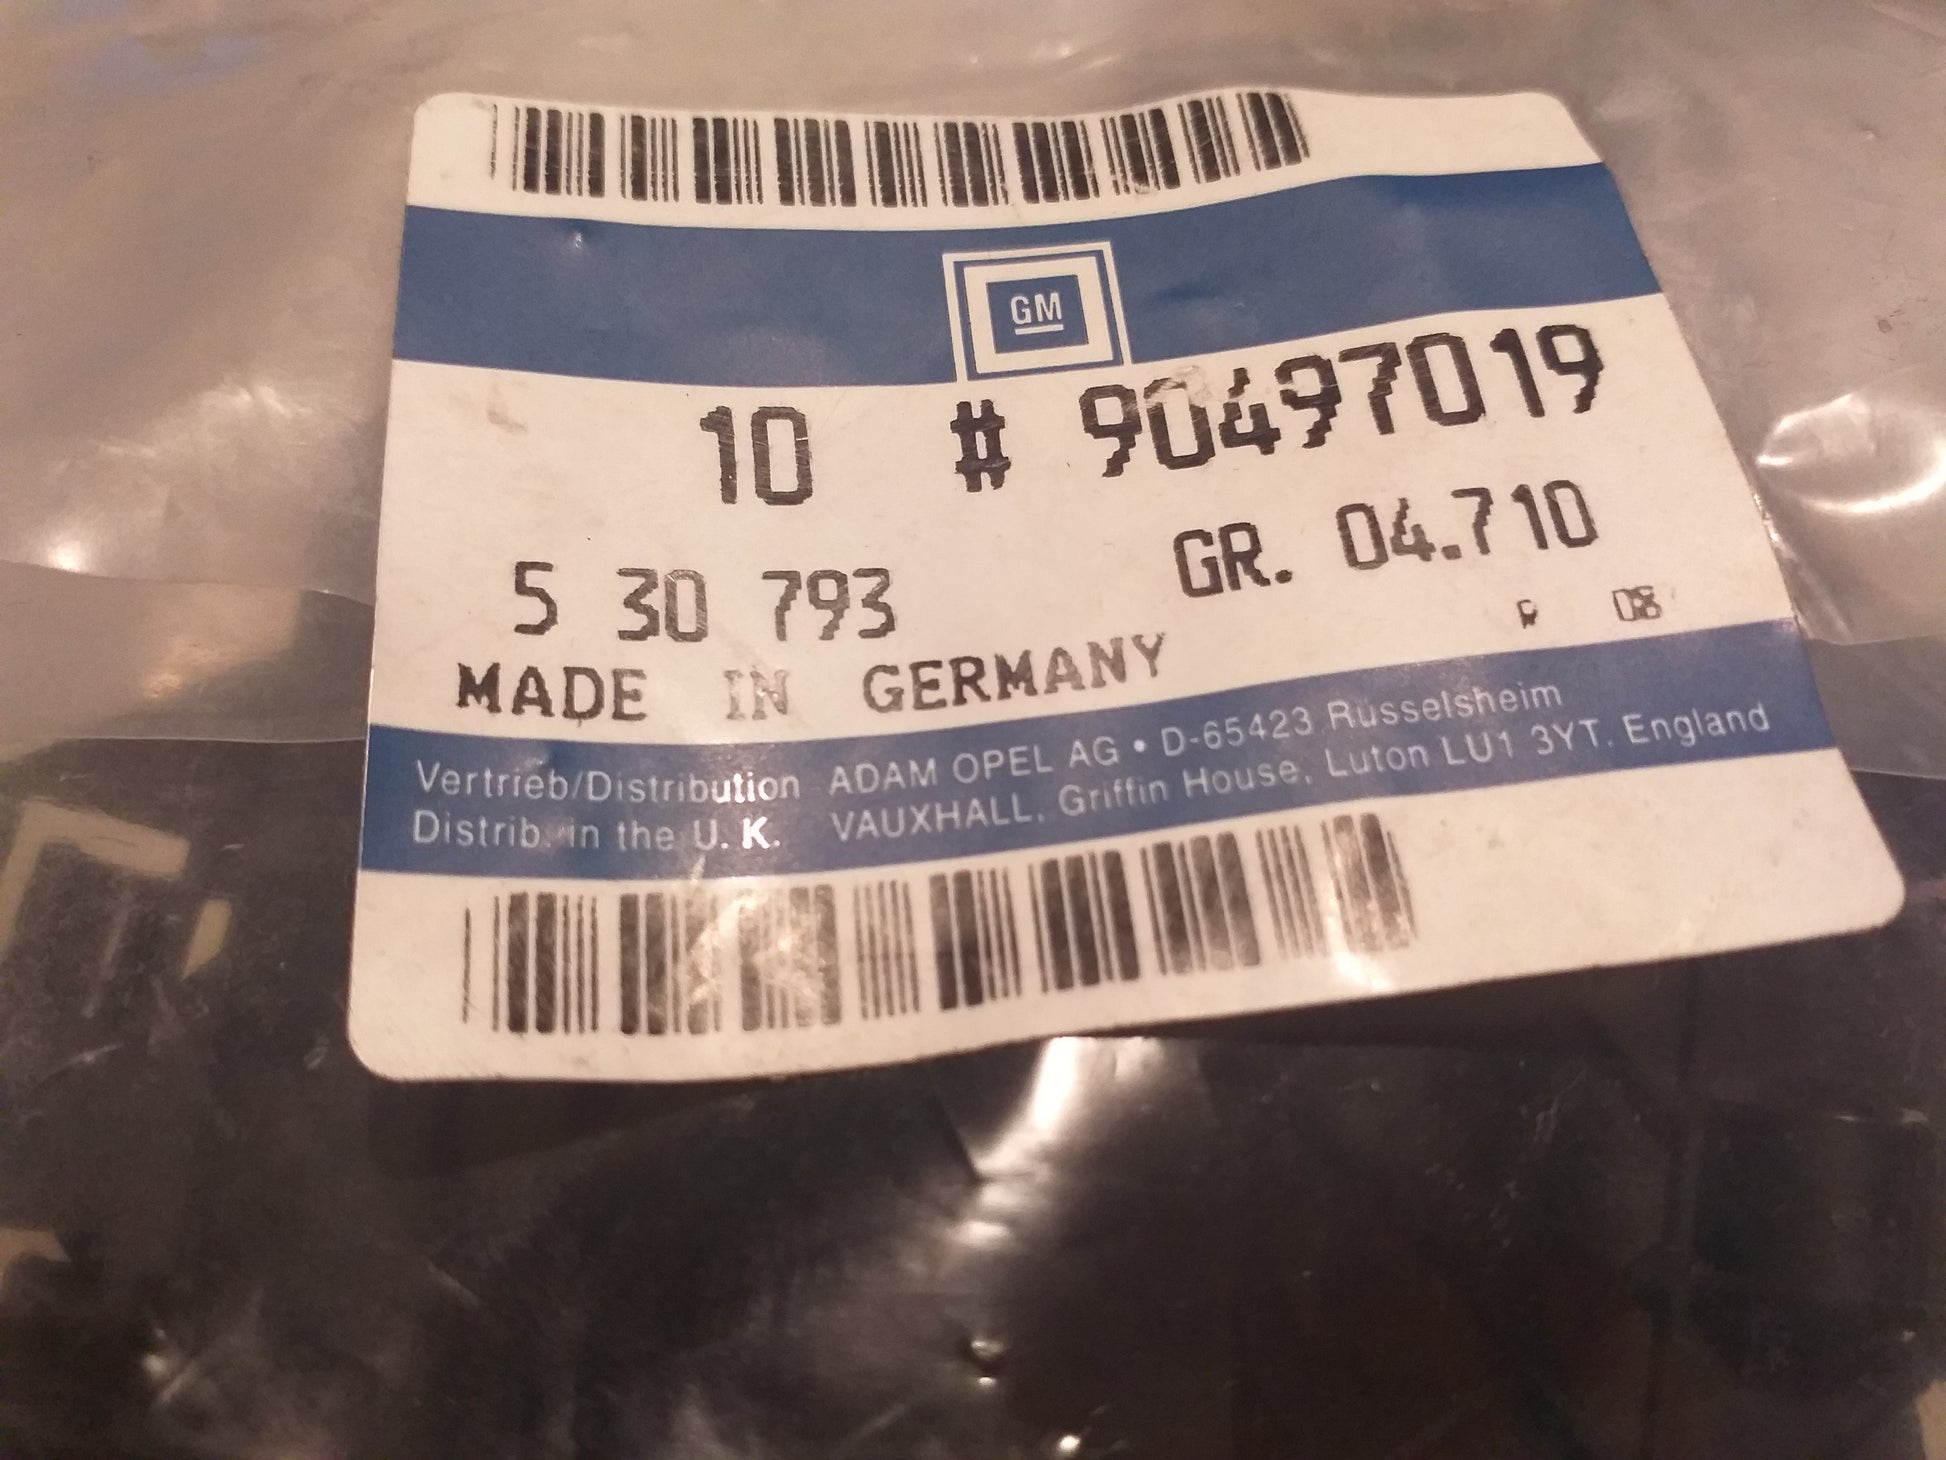 GM
10 # 90497019
5 30 793 GR. 04.710
MADE IN GERMANY
Vertrieb/Distribution ADAM OPEL AG • D-65423 Rüsselsheim
Distrib. in the U.K. VAUXHALL, Griffin House, Luton LU1 3YT, England